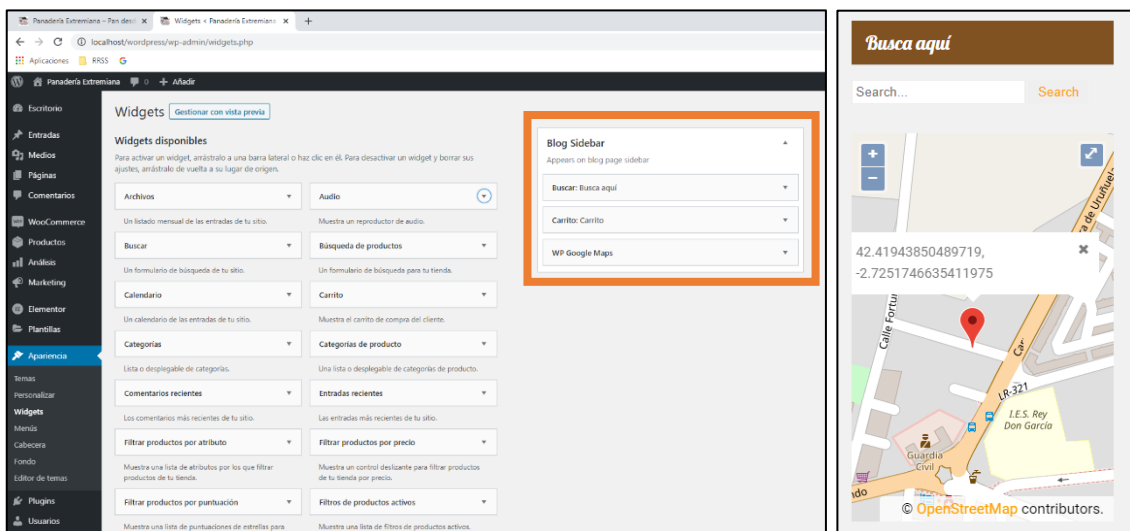 Panadería Extremiana – Pan desd
Widgets ‹ Panadería Extremiana
localhost/wordpress/wp-admin/widgets.php
Aplicaciones RRSS
Panadería Extremiana 0 Añadir
Escritorio
Entradas
Medios
Páginas
Comentarios
WooCommerce
Productos
Análisis
Marketing
Elementor
Plantillas
Apariencia
Temas
Personalizar
Widgets
Menús
Cabecera
Fondo
Editor de temas
Plugins
Usuarios
Widgets Gestionar con vista previa
Widgets disponibles
Para activar un widget, arrástralo a una barra lateral o haz clic en él. Para desactivar un widget y borrar sus
ajustes, arrástralo de vuelta a su lugar de origen.
Archivos
Un listado mensual de las entradas de tu sitio.
Audio
Muestra un reproductor de audio.
Buscar
Un formulario de búsqueda de tu sitio.
Búsqueda de productos
Un formulario de búsqueda para tu tienda.
Calendario
Un calendario de las entradas de tu sitio.
Carrito
Muestra el carrito de compra del cliente.
Categorías
Lista o desplegable de categorías.
Categorías de producto
Una lista o desplegable de categorías de producto.
Comentarios recientes
Los comentarios más recientes de tu sitio.
Entradas recientes
Las entradas más recientes de tu sitio.
Filtrar productos por atributo
Muestra una lista de atributos por los que filtrar
productos de tu tienda.
Filtrar productos por precio
Muestra un control deslizante para filtrar productos
de tu tienda por precio.
Filtrar productos por puntuación
Muestra una lista de puntuaciones de estrellas para
Filtros de productos activos
Muestra una lista de filtros de productos activos.
Blog Sidebar
Appears on blog page sidebar
Buscar: Busca aquí
Carrito: Carrito
WP Google Maps
Busca aquí
Search... Search
+
−
ra de Uruñuel
42.41943850489719,
-2.7251746635411975
Calle Fortu
Car
LR-321
I.E.S. Rey
Don García
Guardia
Civil
ado
© OpenStreetMap contributors.